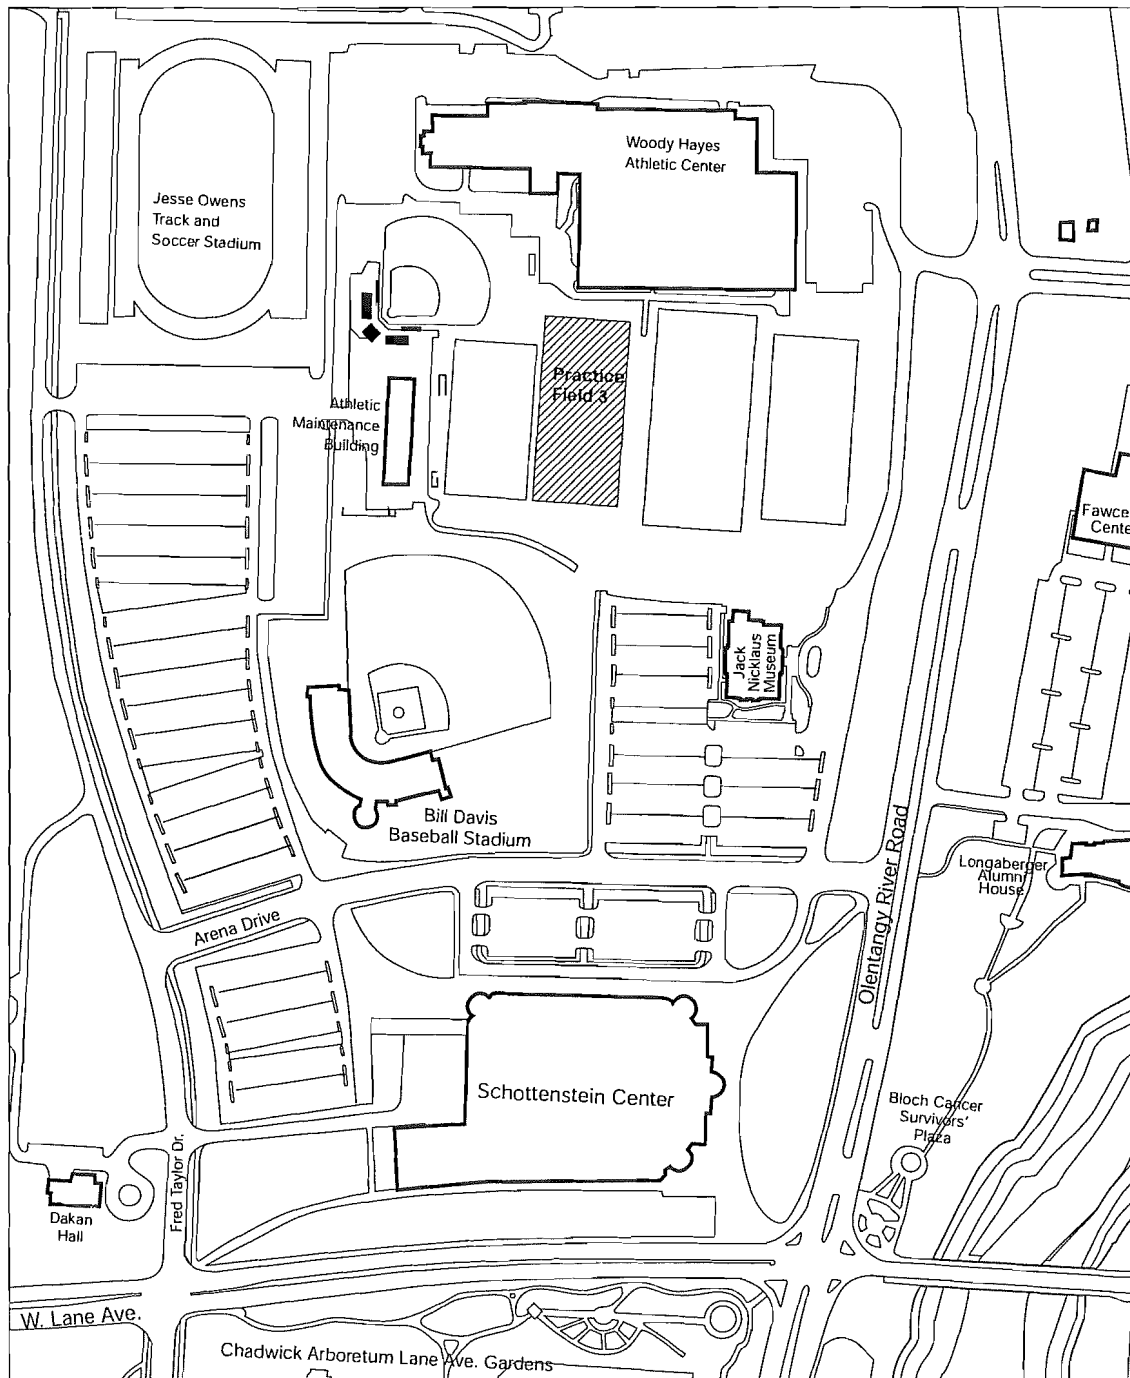 Woody Hayes
Athletic Center
Jesse Owens
Track and
Soccer Stadium
Practice
Field 3
Athletic
Maintenance
Building
Fawce
Cente
Jack
Nicklaus
Museum
Bill Davis
Baseball Stadium
Olentangy River Road
Longaberger
Alumni
House
Arena Drive
Schottenstein Center
Bloch Cancer
Survivors'
Plaza
Fred Taylor Dr.
Dakan
Hall
W. Lane Ave.
Chadwick Arboretum Lane Ave. Gardens